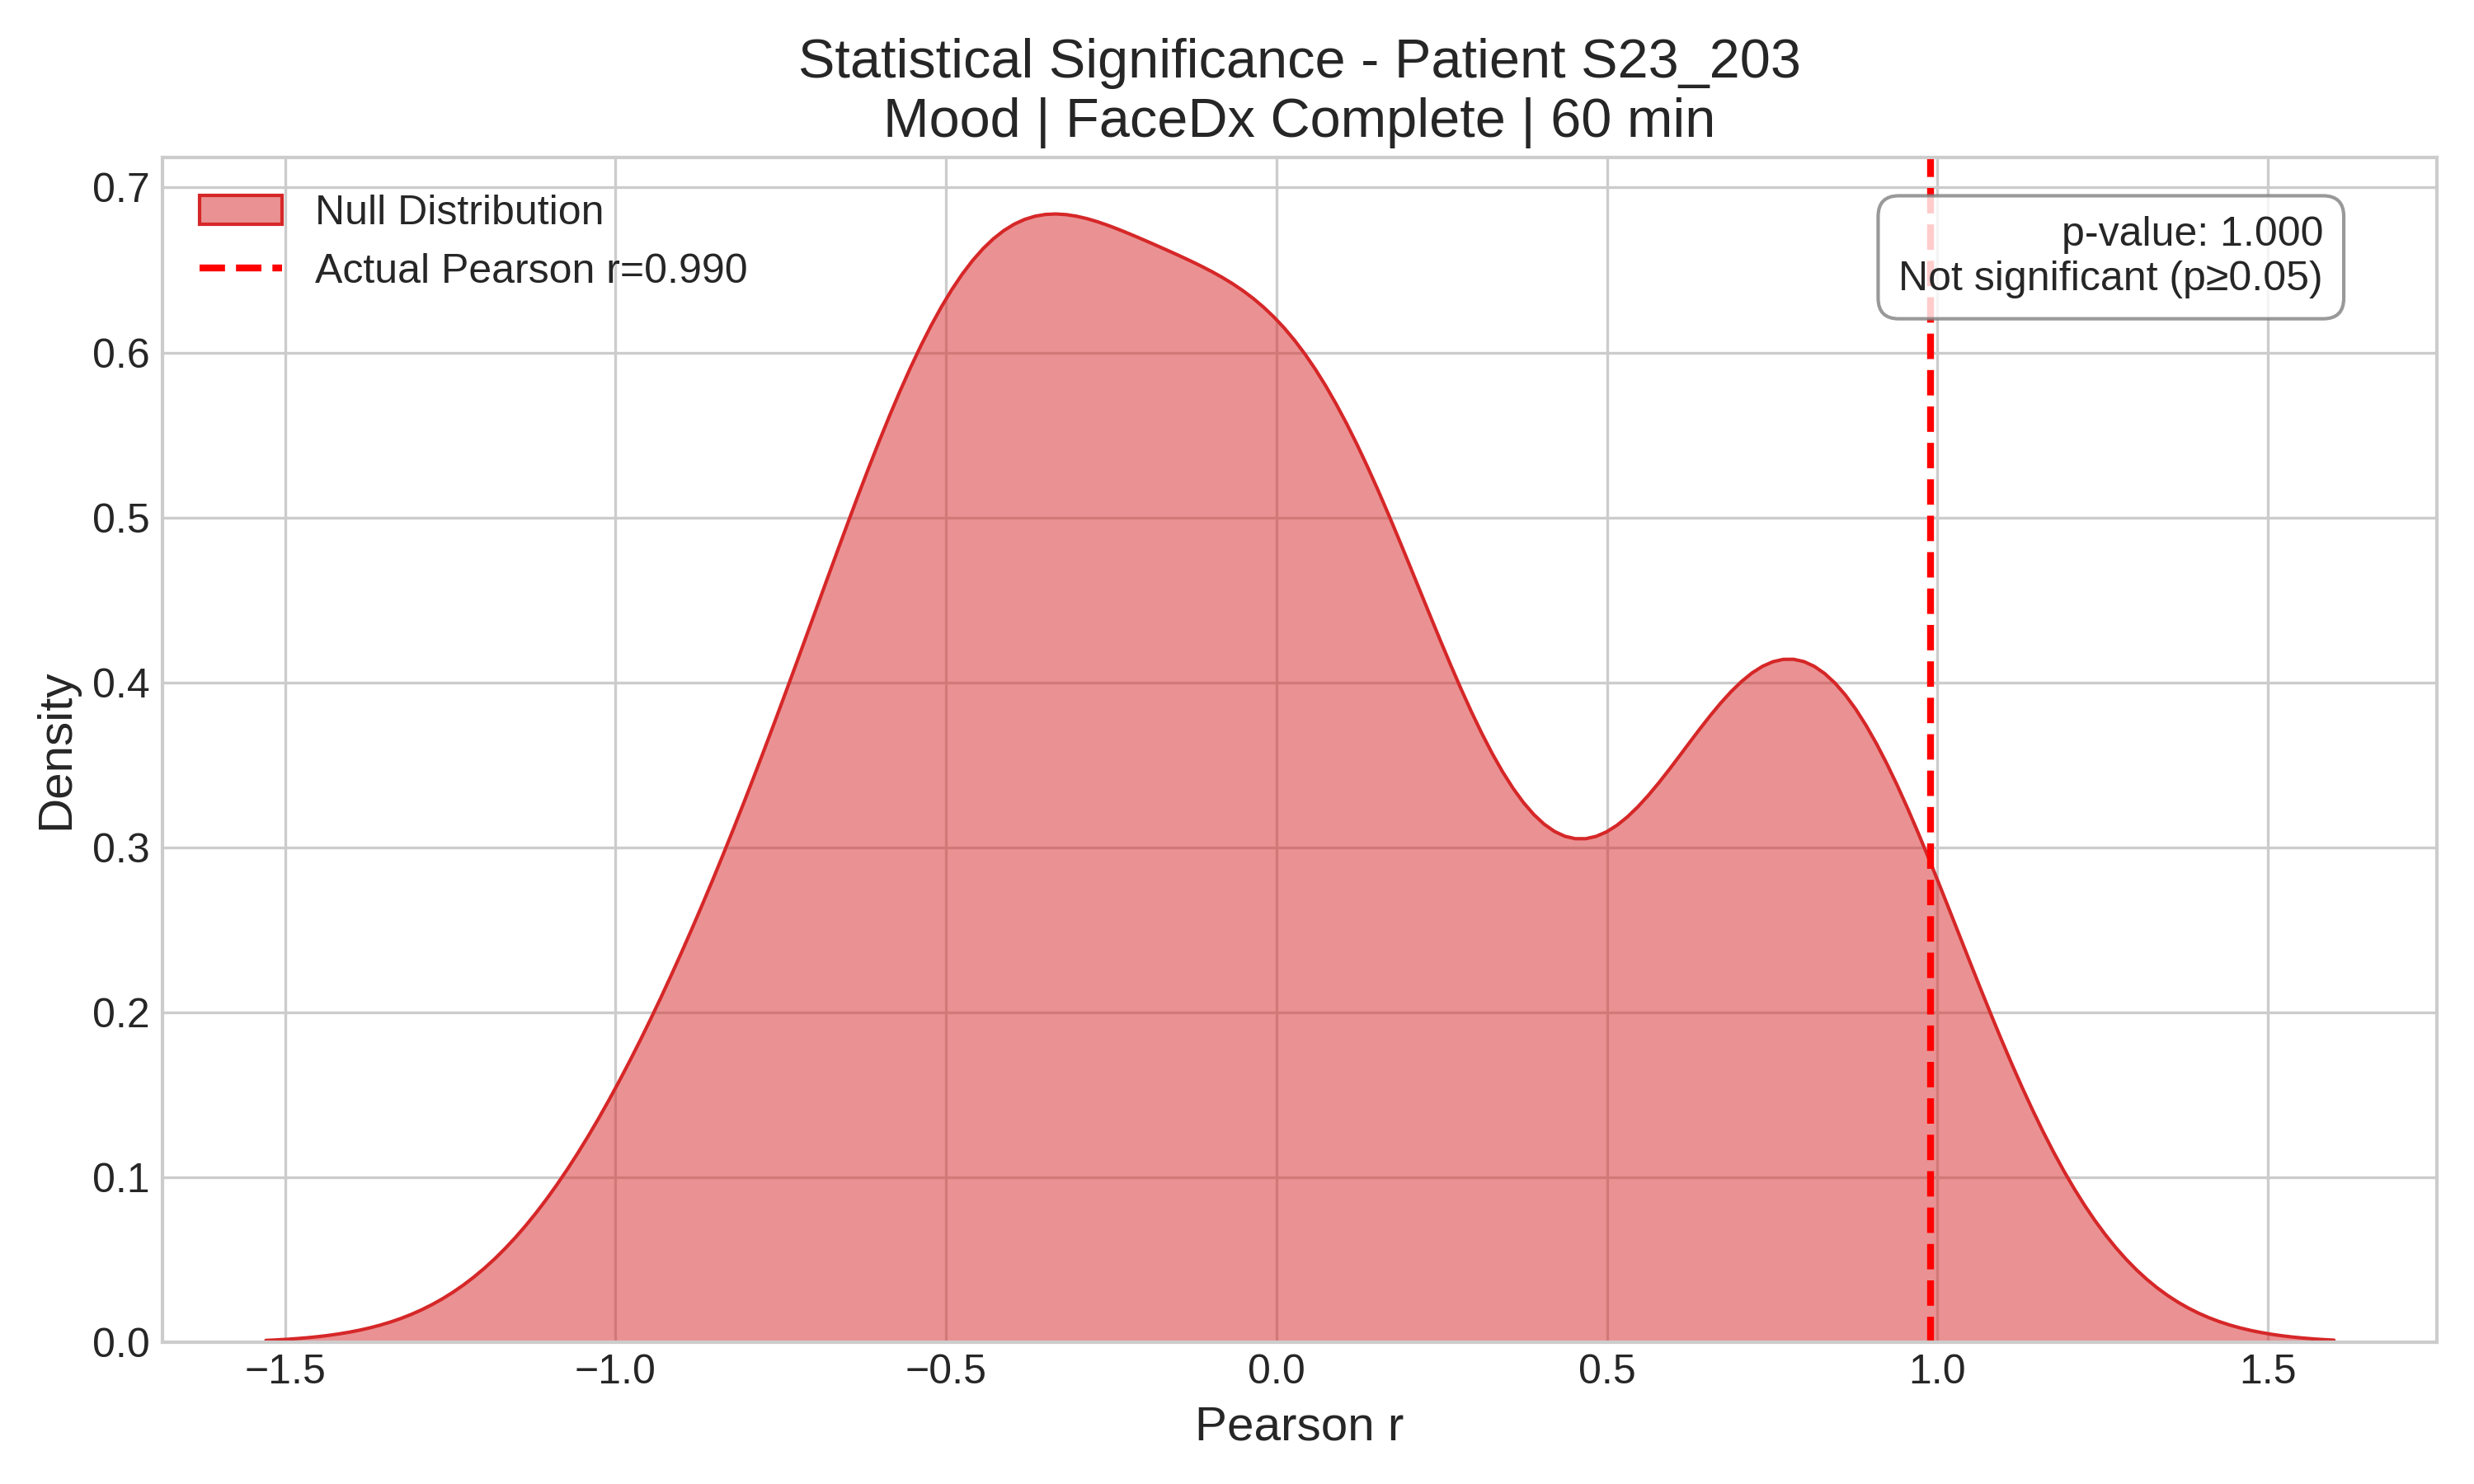 Statistical Significance - Patient S23_203
Mood | FaceDx Complete | 60 min
Null Distribution
Actual Pearson r=0.990
p-value: 1.000
Not significant (p≥0.05)
Density
0.7
0.6
0.5
0.4
0.3
0.2
0.1
0.0
−1.5
−1.0
−0.5
0.0
0.5
1.0
1.5
Pearson r